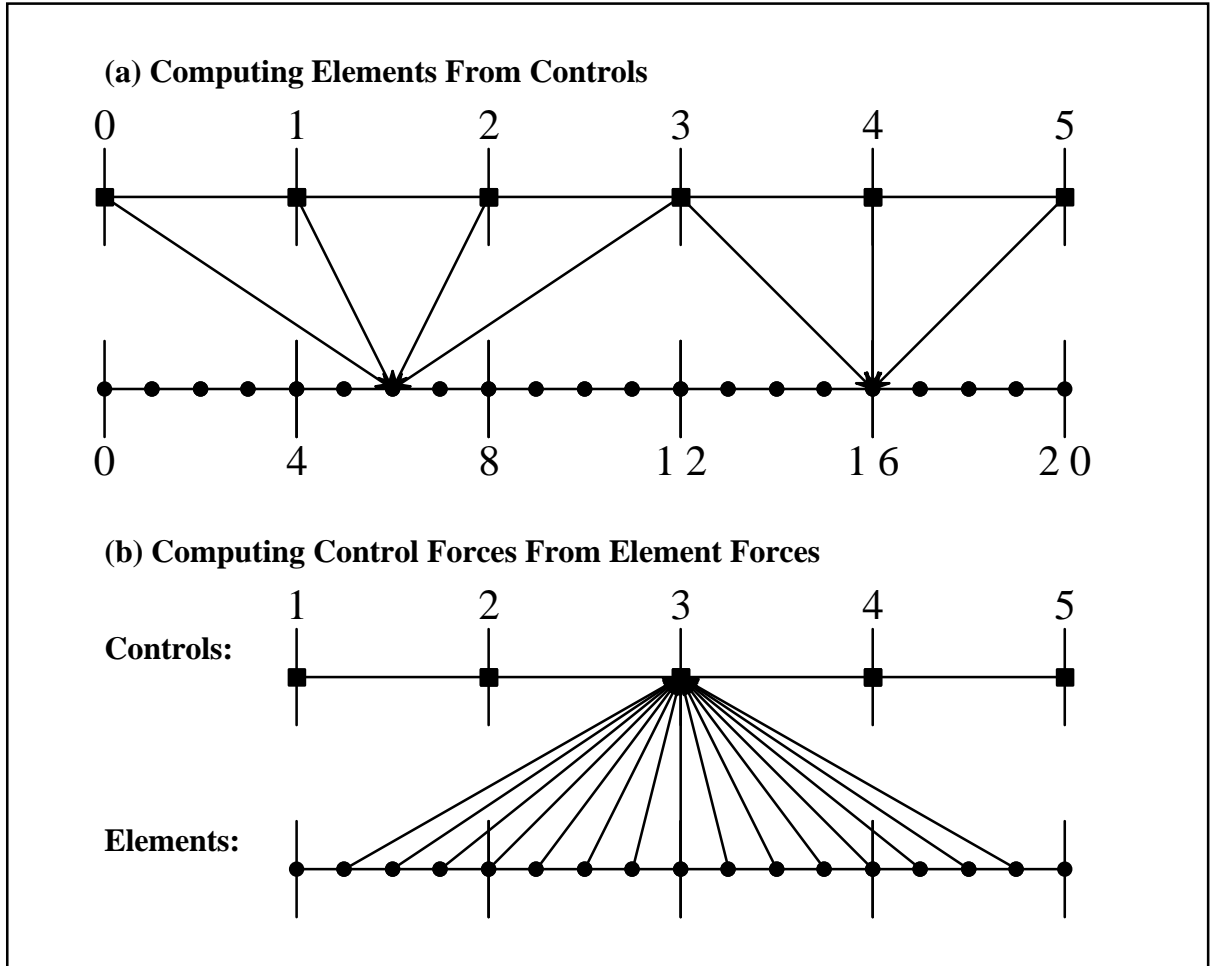 (a) Computing Elements From Controls
0 1 2 3 4 5
0 4 8 1 2 1 6 2 0
(b) Computing Control Forces From Element Forces
1 2 3 4 5
Controls:
Elements: